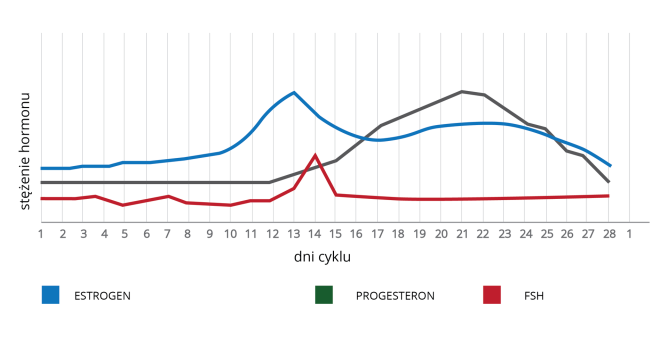 stężenie hormonu
1 2 3 4 5 6 7 8 9 10 11 12 13 14 15 16 17 18 19 20 21 22 23 24 25 26 27 28 1
dni cyklu
ESTROGEN PROGESTERON FSH